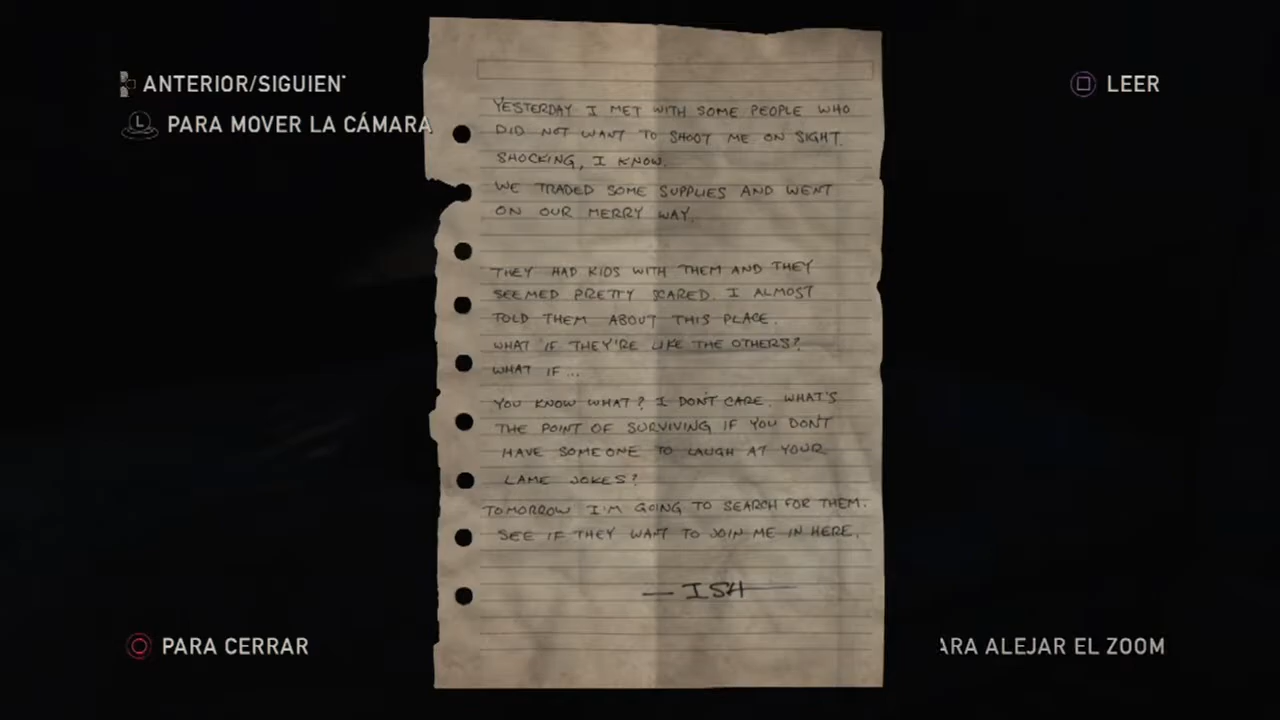 ANTERIOR/SIGUIEN
LEER
PARA MOVER LA CÁMARA
YESTERDAY I MET WITH SOME PEOPLE WHO
DID NOT WANT TO SHOOT ME ON SIGHT.
SHOCKING, I KNOW.
WE TRADED SOME SUPPLIES AND WENT
ON OUR MERRY WAY.
THEY HAD KIDS WITH THEM AND THEY
SEEMED PRETTY SCARED. I ALMOST
TOLD THEM ABOUT THIS PLACE.
WHAT IF THEY'RE LIKE THE OTHERS?
WHAT IF...
YOU KNOW WHAT? I DON'T CARE. WHAT'S
THE POINT OF SURVIVING IF YOU DON'T
HAVE SOMEONE TO LAUGH AT YOUR
LAME JOKES?
TOMORROW I'M GOING TO SEARCH FOR THEM.
SEE IF THEY WANT TO JOIN ME IN HERE.
— ISH
PARA CERRAR
ARA ALEJAR EL ZOOM